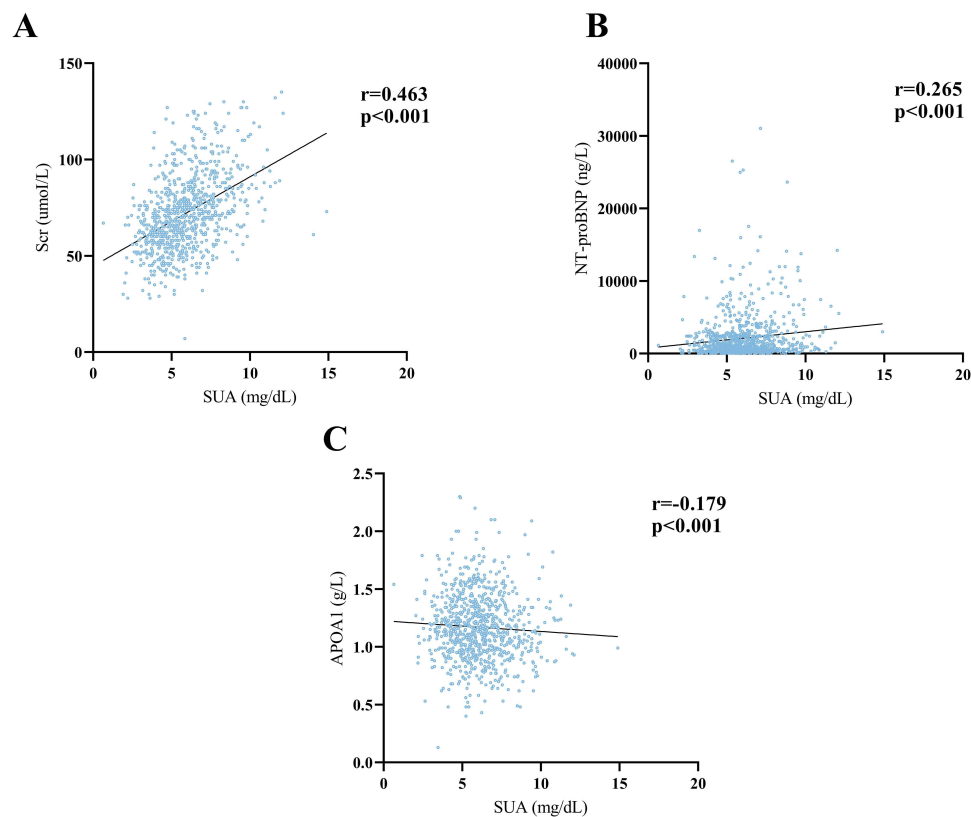 A
150
100
50
0
0 5 10 15 20
Scr (umol/L)
SUA (mg/dL)
r=0.463
p<0.001
B
40000
30000
20000
10000
0
0 5 10 15 20
NT-proBNP (ng/L)
SUA (mg/dL)
r=0.265
p<0.001
C
2.5
2.0
1.5
1.0
0.5
0.0
0 5 10 15 20
APOA1 (g/L)
SUA (mg/dL)
r=-0.179
p<0.001